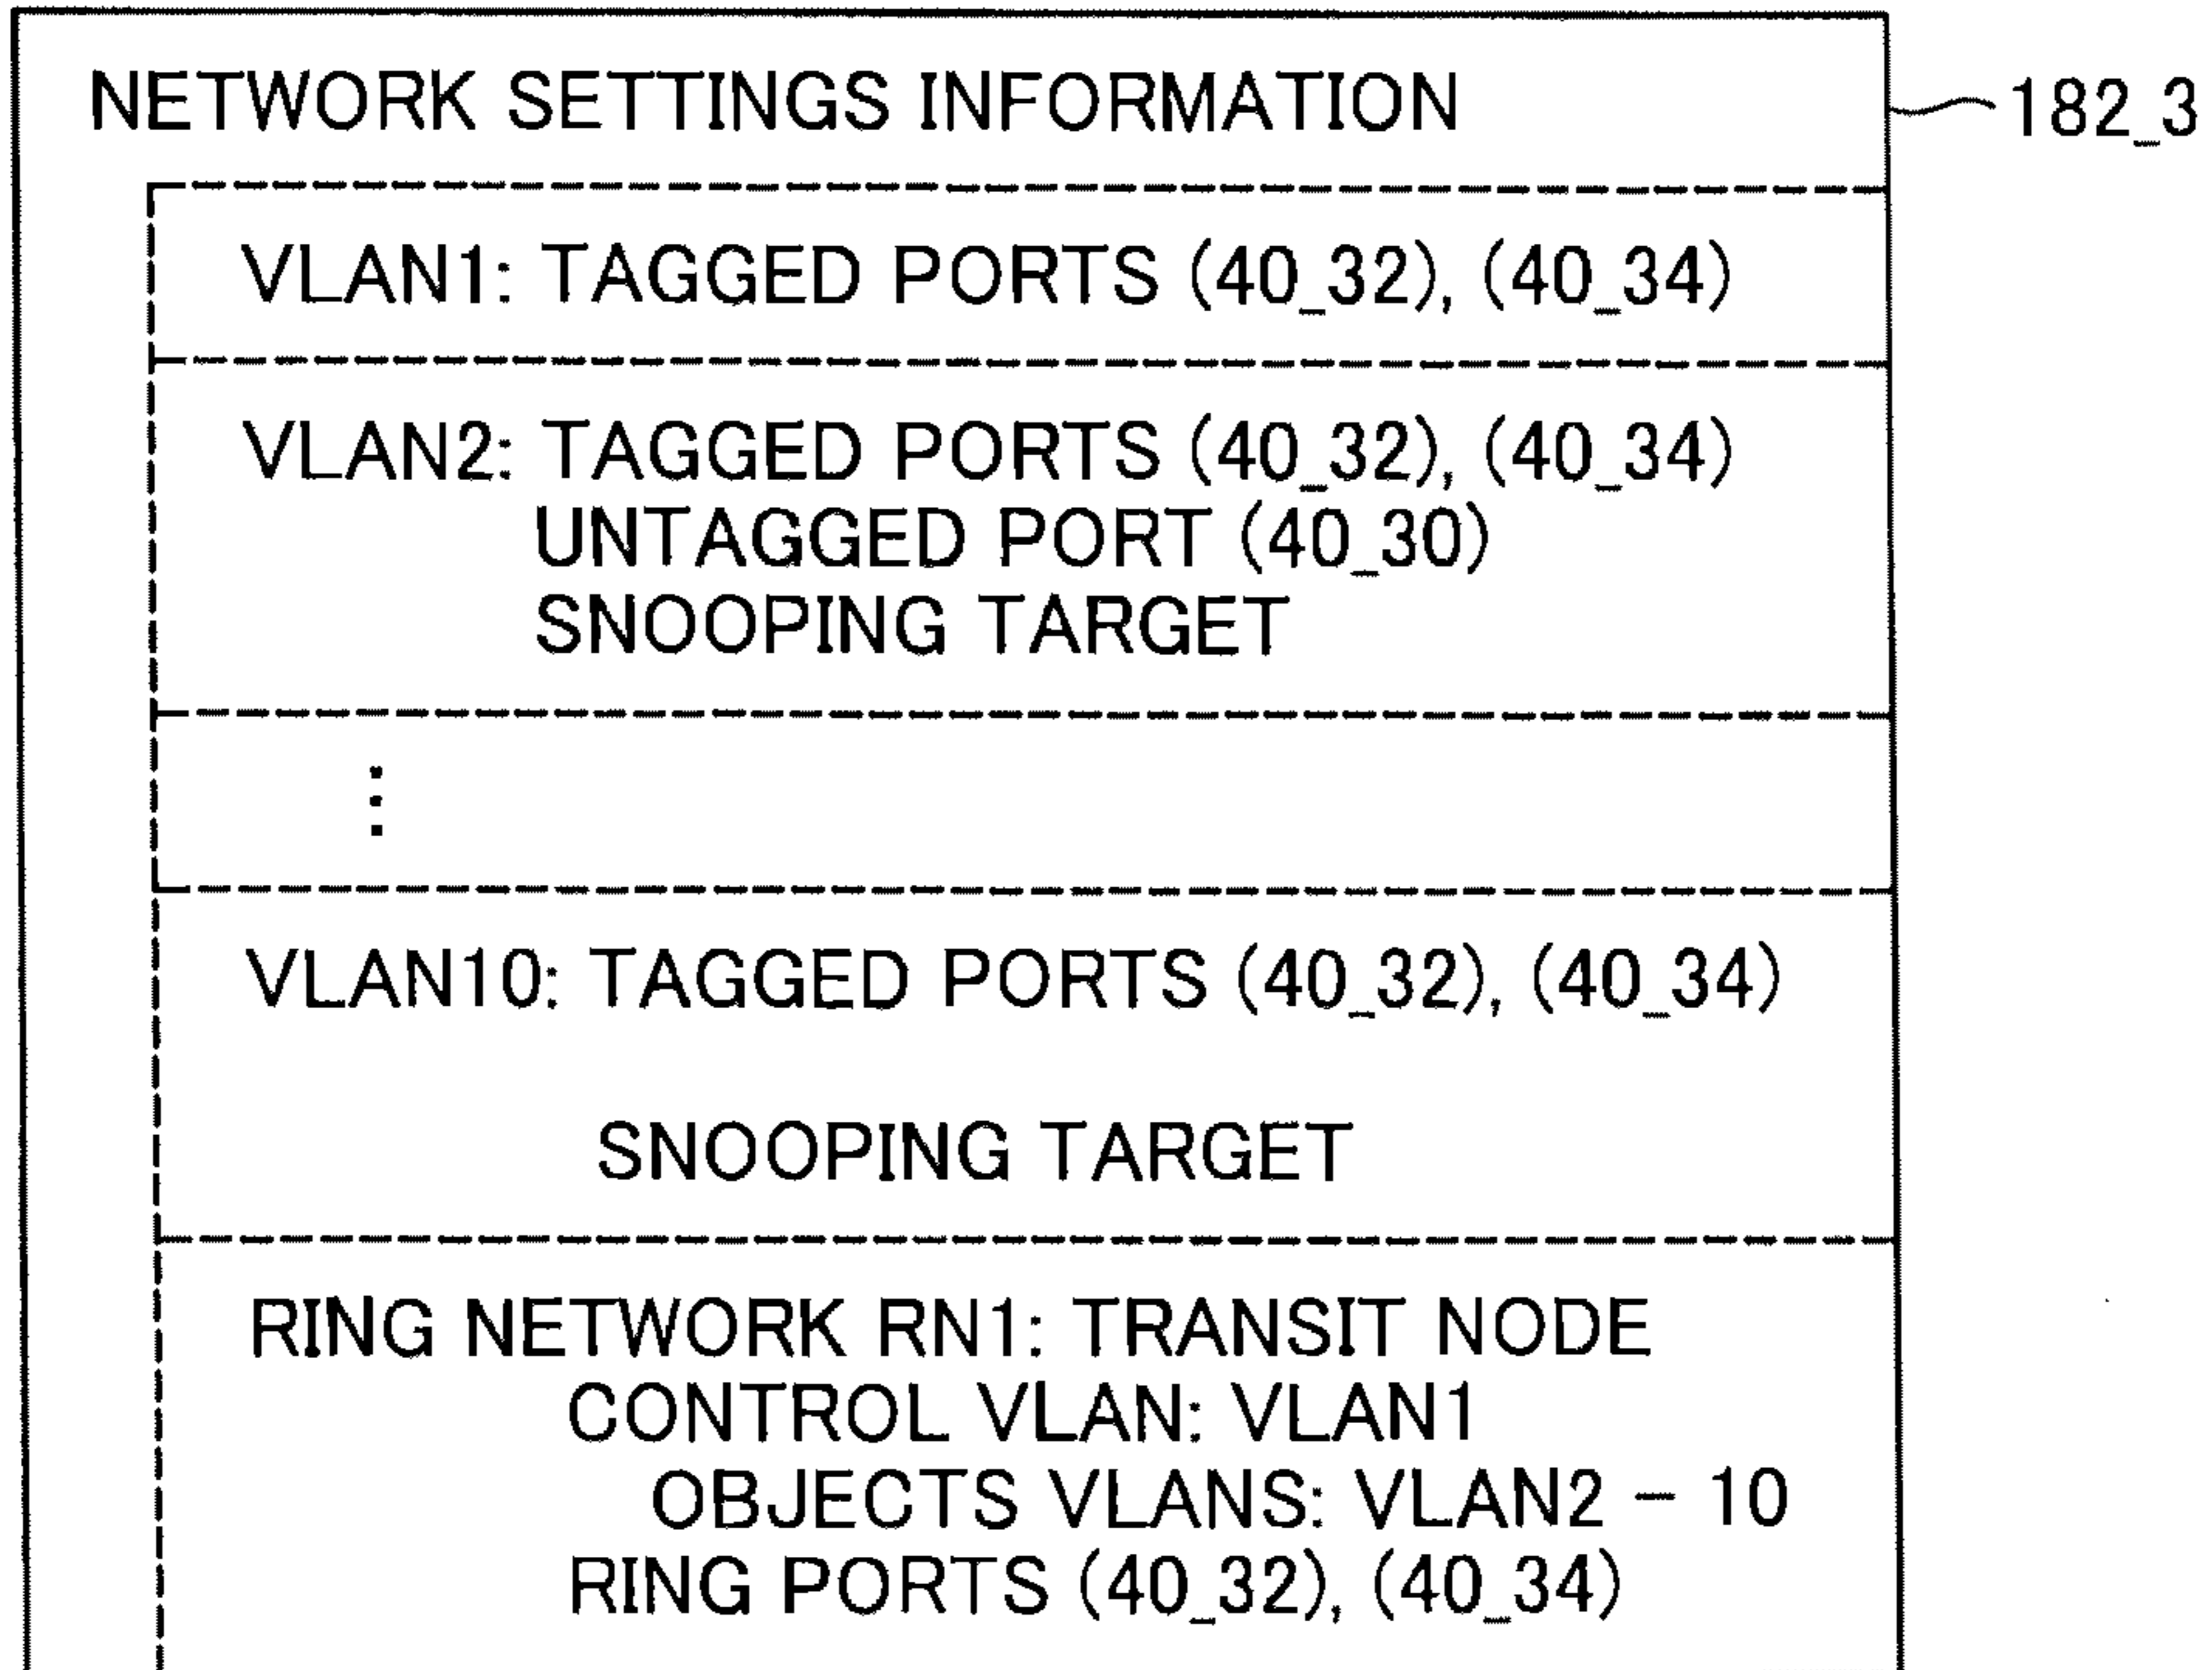 NETWORK SETTINGS INFORMATION
182_3
VLAN1: TAGGED PORTS (40_32), (40_34)
VLAN2: TAGGED PORTS (40_32), (40_34)
UNTAGGED PORT (40_30)
SNOOPING TARGET
⋮
VLAN10: TAGGED PORTS (40_32), (40_34)
SNOOPING TARGET
RING NETWORK RN1: TRANSIT NODE
CONTROL VLAN: VLAN1
OBJECTS VLANS: VLAN2 – 10
RING PORTS (40_32), (40_34)